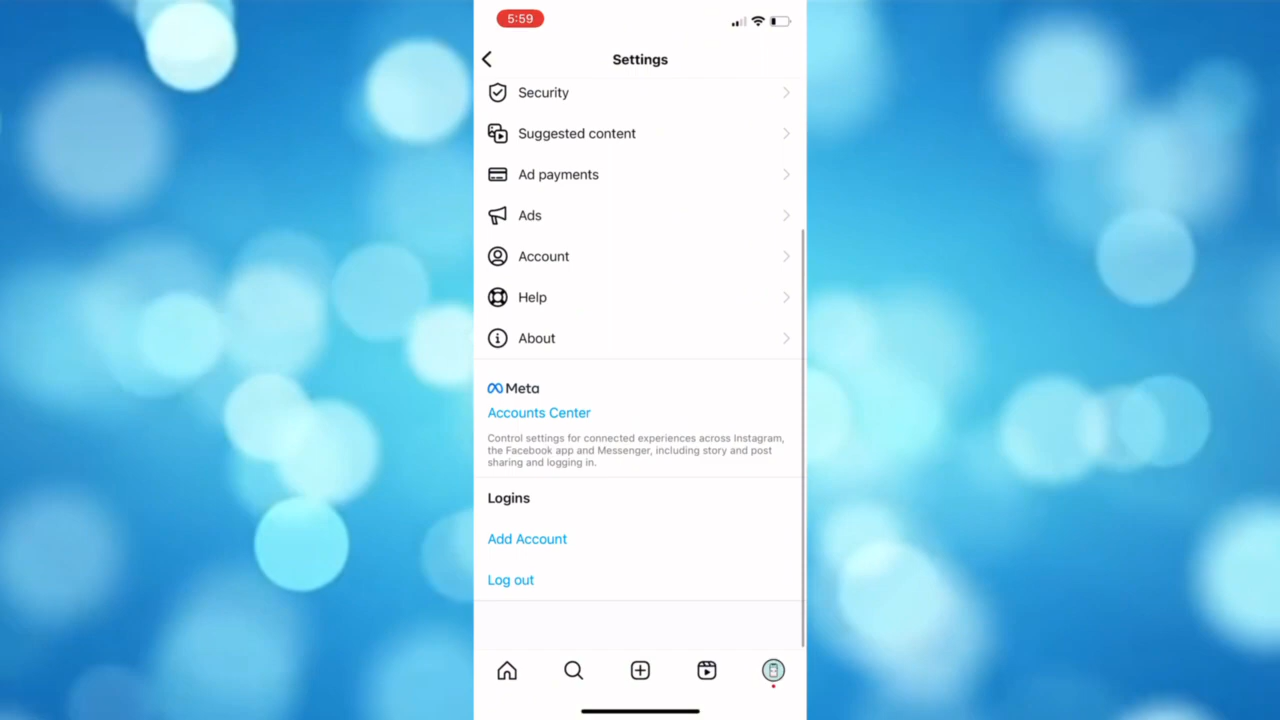 5:59
Settings
Security
Suggested content
Ad payments
Ads
Account
Help
About
Meta
Accounts Center
Control settings for connected experiences across Instagram,
the Facebook app and Messenger, including story and post
sharing and logging in.
Logins
Add Account
Log out